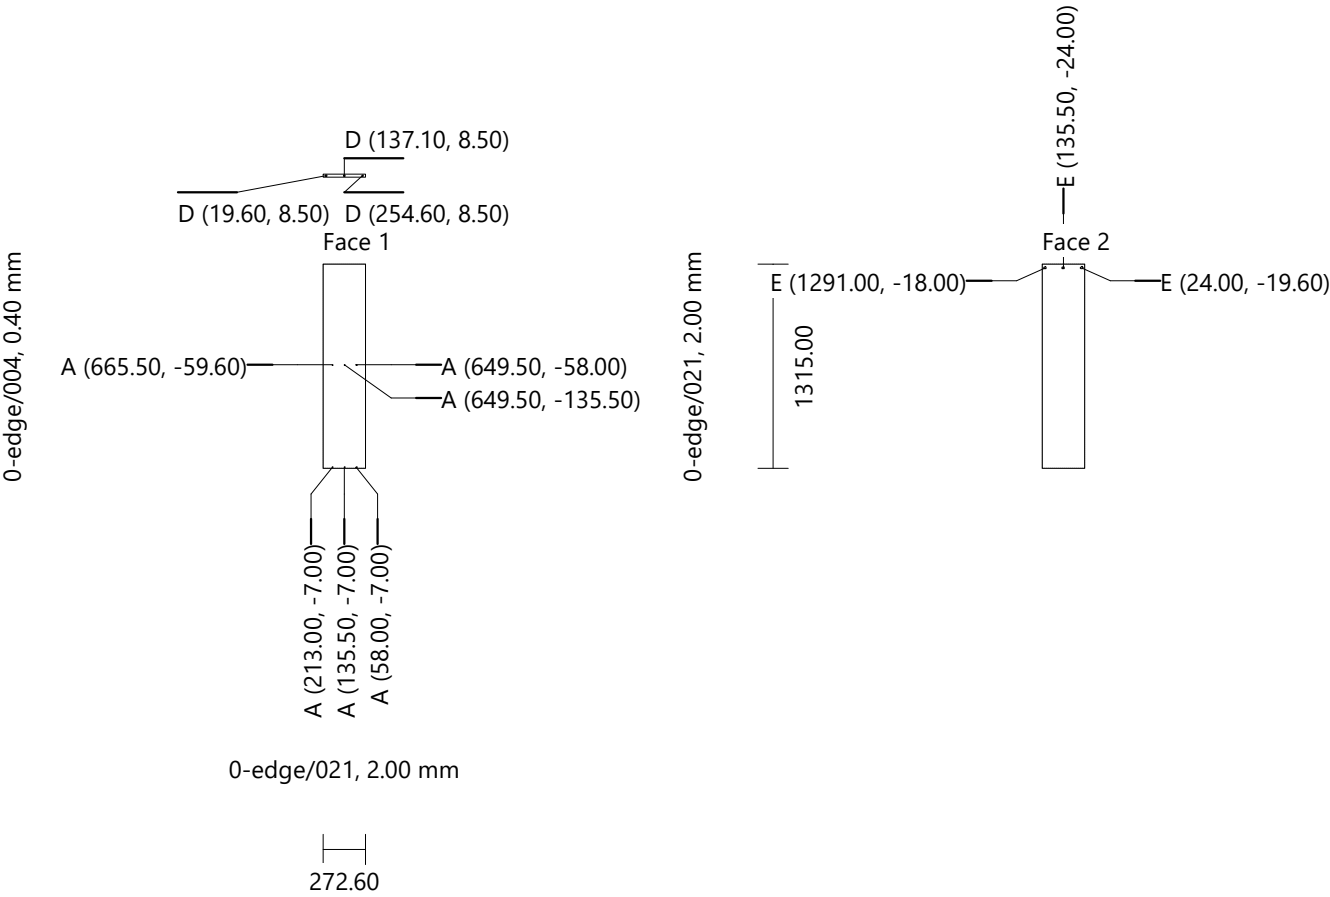 E (135.50, -24.00)
D (137.10, 8.50)
D (19.60, 8.50)
D (254.60, 8.50)
Face 1
Face 2
0-edge/004, 0.40 mm
0-edge/021, 2.00 mm
E (1291.00, -18.00)
E (24.00, -19.60)
1315.00
A (665.50, -59.60)
A (649.50, -58.00)
A (649.50, -135.50)
A (213.00, -7.00)
A (135.50, -7.00)
A (58.00, -7.00)
0-edge/021, 2.00 mm
272.60